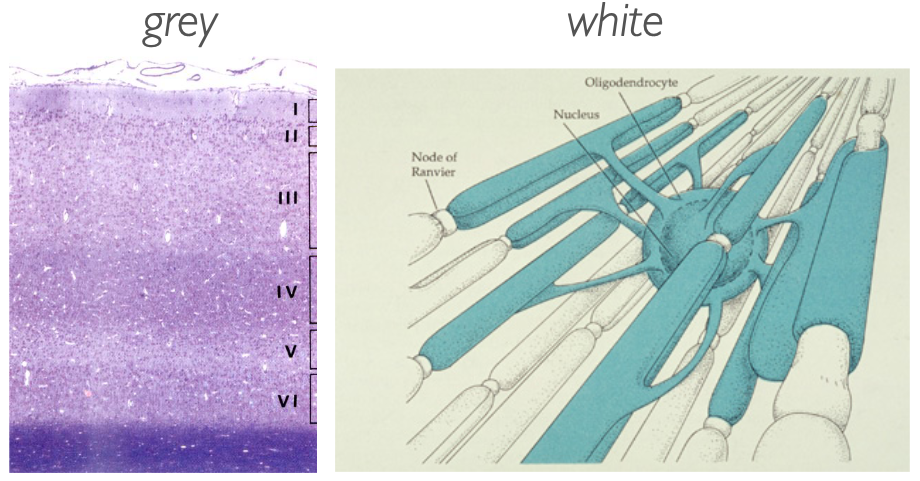 grey
white
I
II
III
IV
V
VI
Oligodendrocyte
Nucleus
Node of
Ranvier